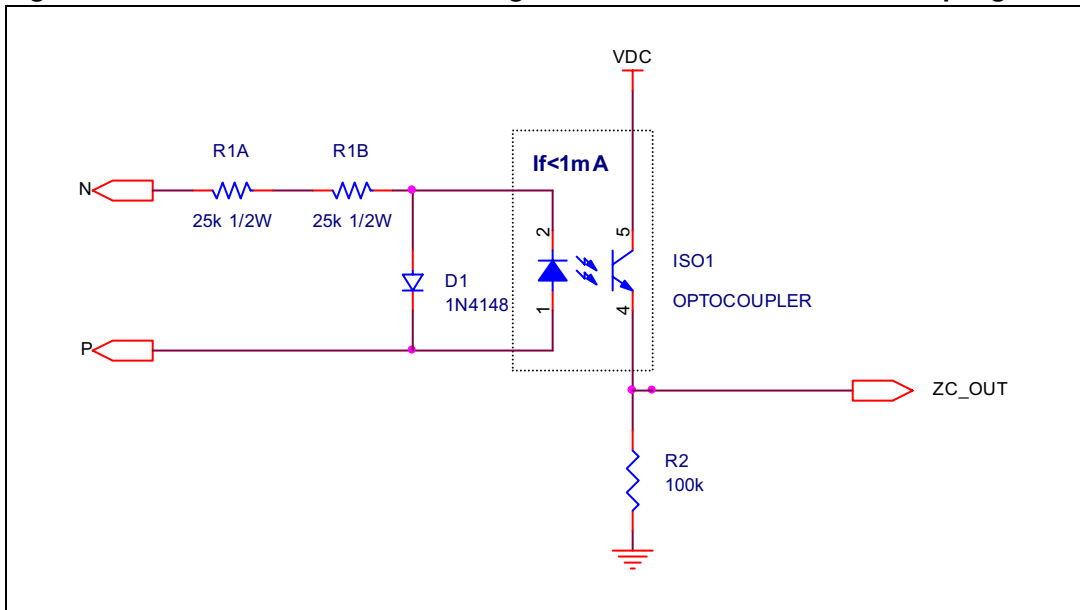 VDC
R1A
R1B
If<1mA
N
25k 1/2W
25k 1/2W
2
5
D1
1N4148
ISO1
OPTOCOUPLER
1
4
P
ZC_OUT
R2
100k